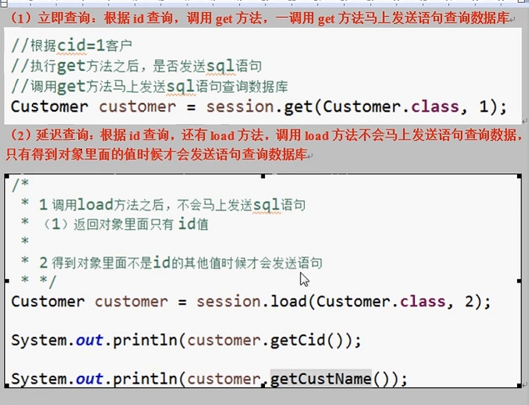 （1）立即查询：根据 id 查询，调用 get 方法，一调用 get 方法马上发送语句查询数据库
//根据cid=1客户
//执行get方法之后，是否发送sql语句
//调用get方法马上发送sql语句查询数据库
Customer customer = session.get(Customer.class, 1);
（2）延迟查询：根据 id 查询，还有 load 方法，调用 load 方法不会马上发送语句查询数据，
只有得到对象里面的值时候才会发送语句查询数据库
/*
* 1 调用load方法之后，不会马上发送sql语句
* （1）返回对象里面只有 id值
*
* 2 得到对象里面不是id的其他值时候才会发送语句
* */
Customer customer = session.load(Customer.class, 2);
System.out.println(customer.getCid());
System.out.println(customer.getCustName());